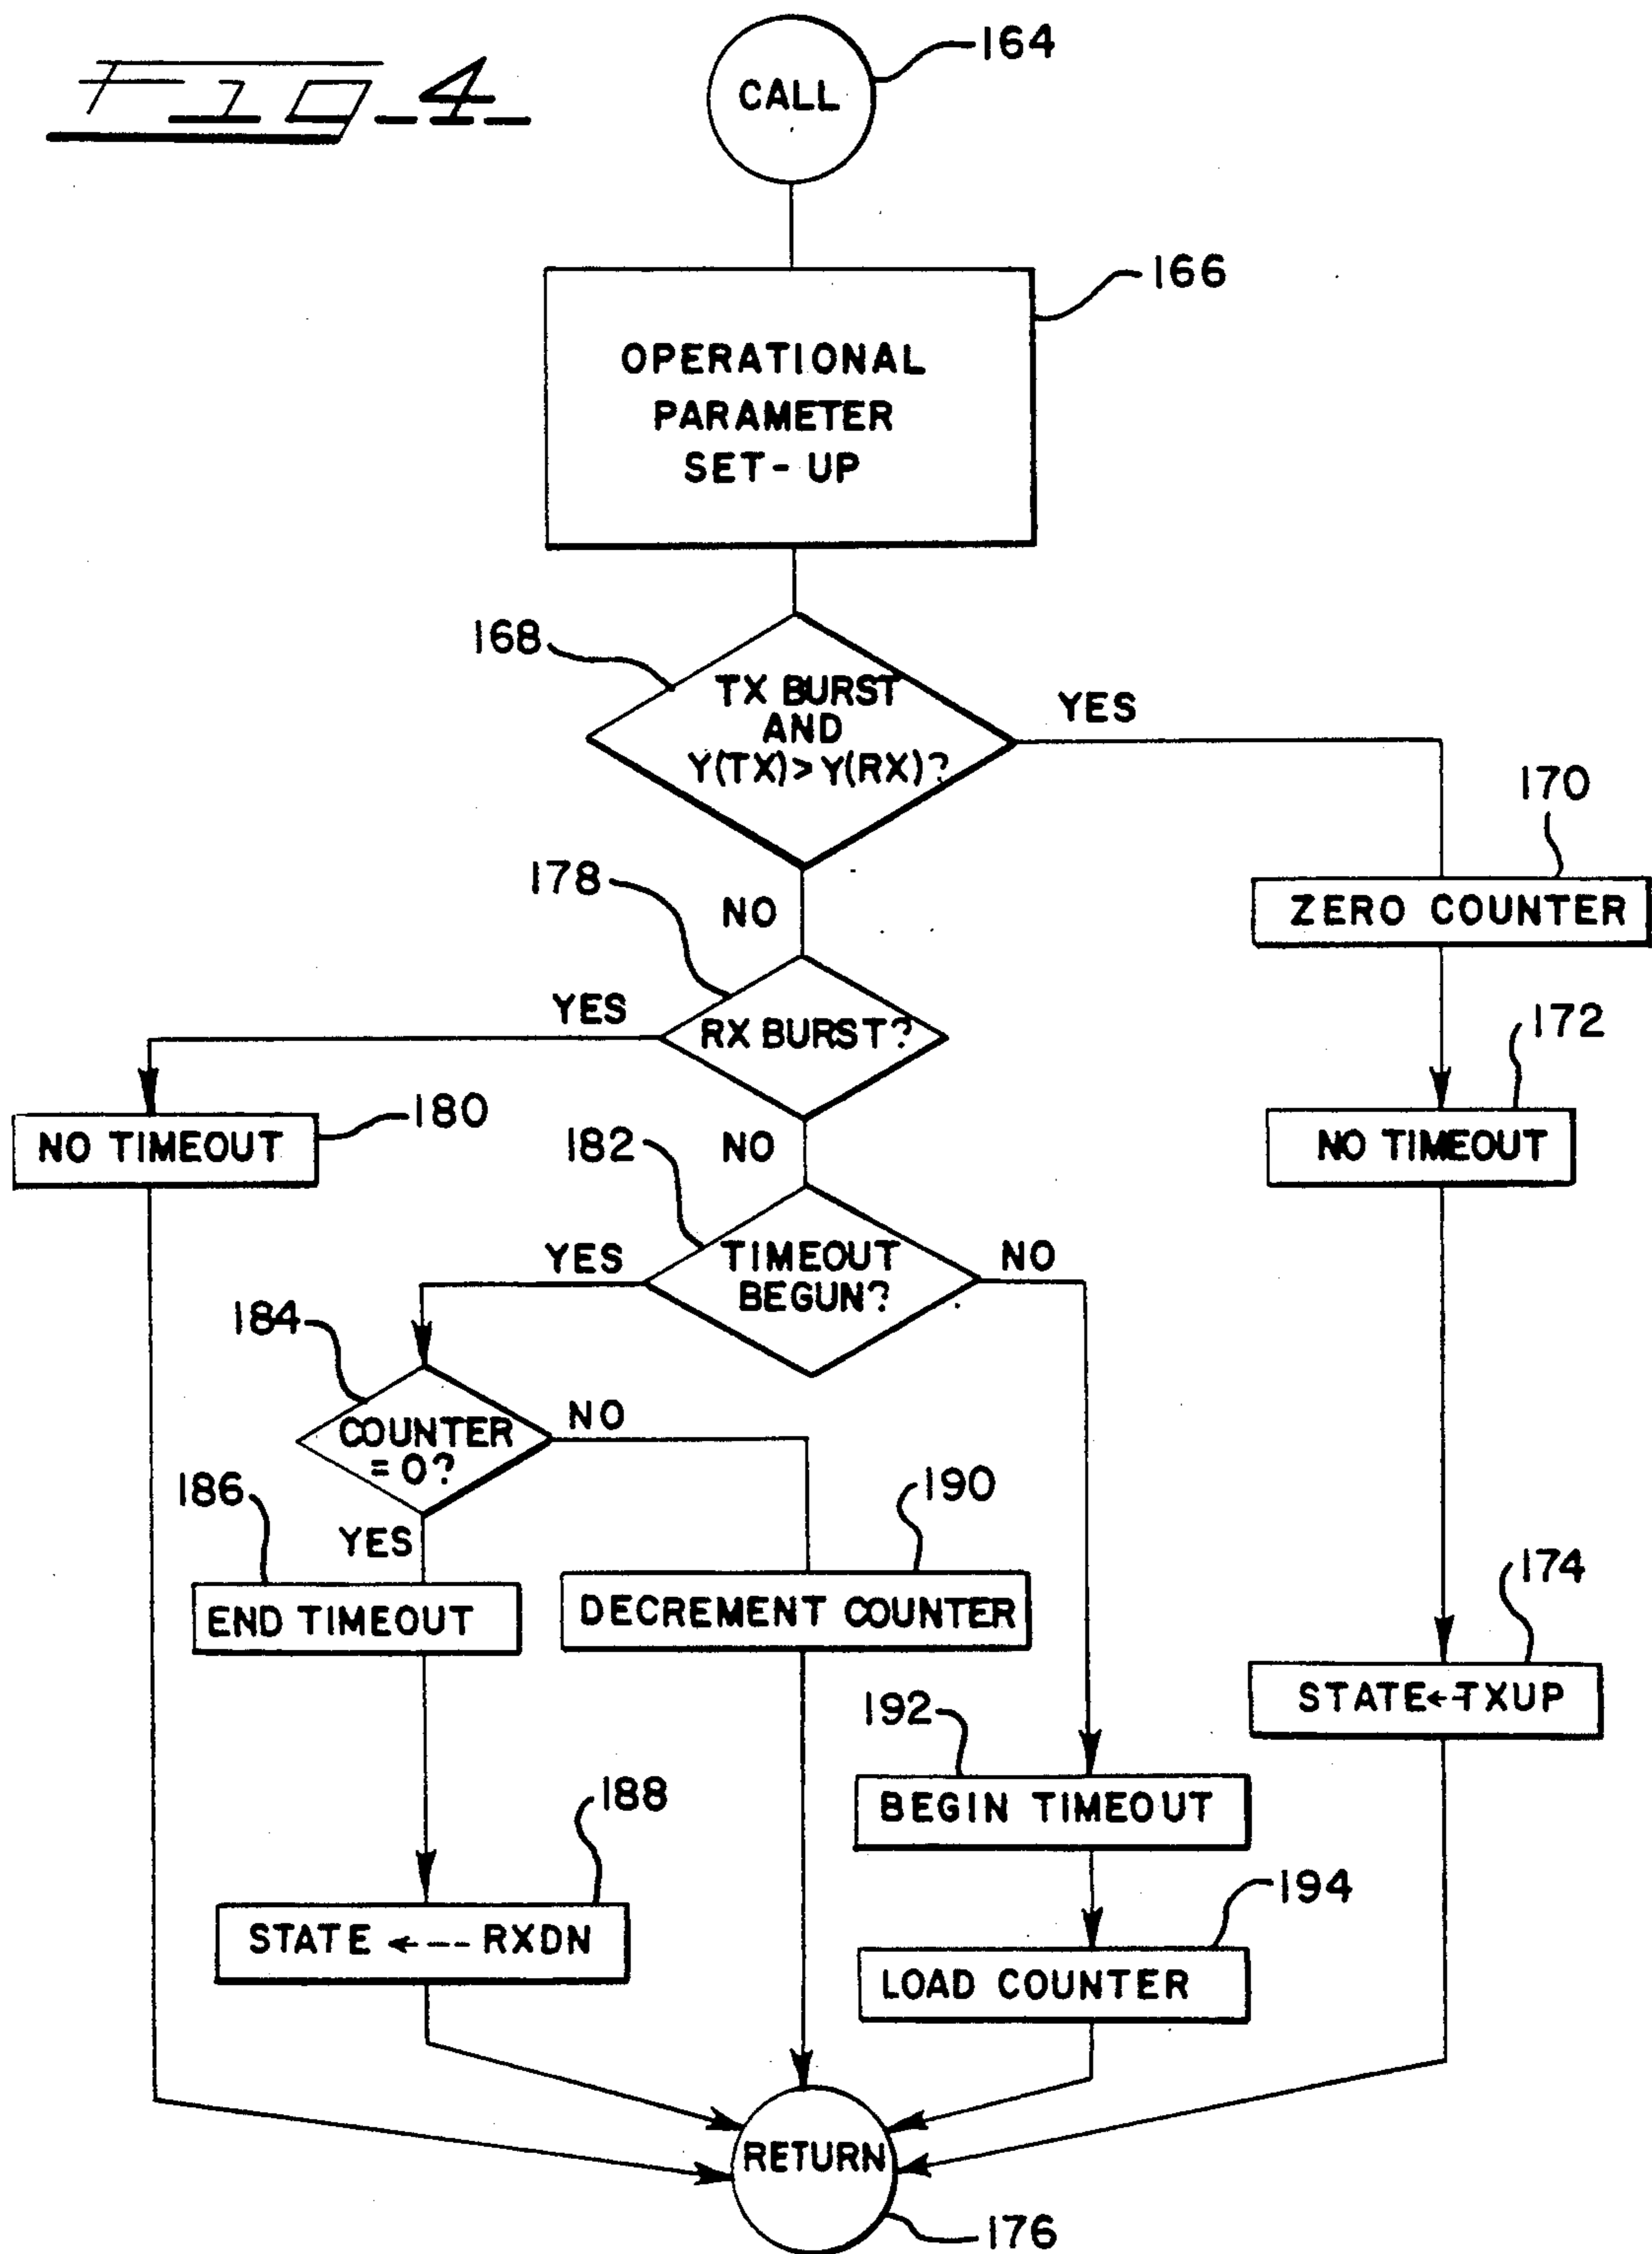 Fig_4_
CALL
164
166
OPERATIONAL
PARAMETER
SET-UP
168
TX BURST
AND
Y(TX)>Y(RX)?
YES
170
ZERO COUNTER
178
NO
YES
RX BURST?
172
NO TIMEOUT
180
NO TIMEOUT
182
NO
YES
TIMEOUT
BEGUN?
NO
184
COUNTER
=0?
NO
186
YES
190
END TIMEOUT
DECREMENT COUNTER
174
STATE←-TXUP
192
BEGIN TIMEOUT
188
STATE ←-- RXDN
194
LOAD COUNTER
RETURN
176